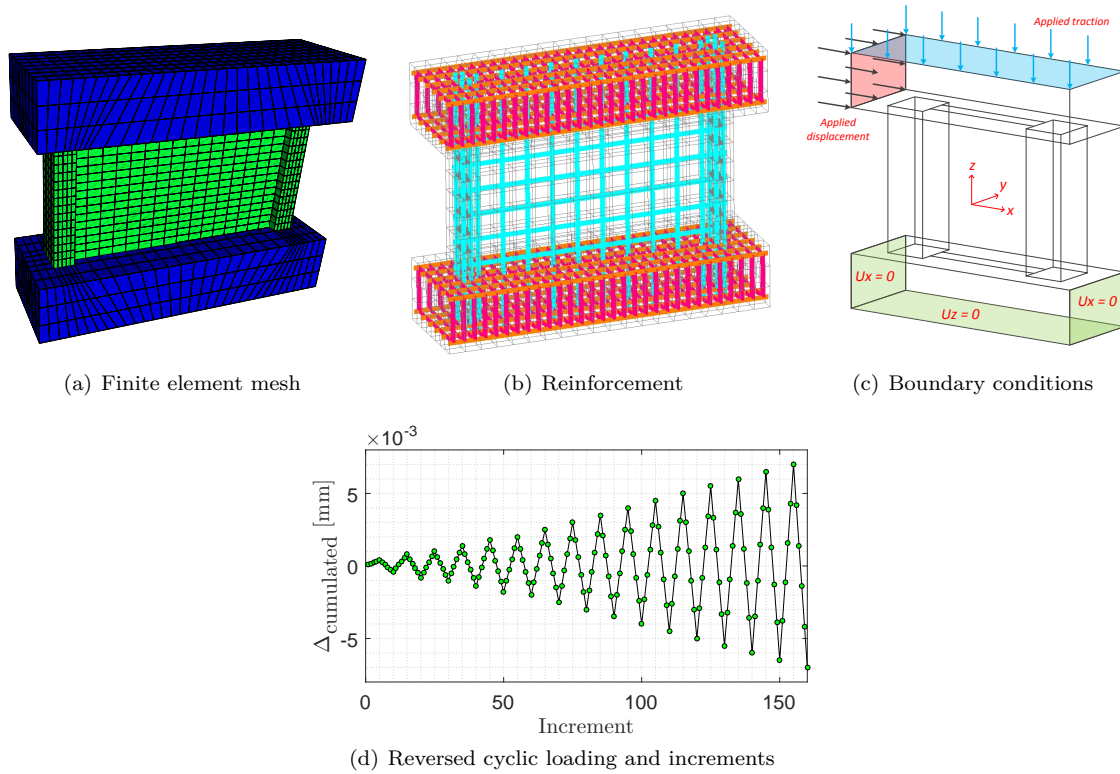 Applied traction
Applied
displacement
z
y
x
Ux = 0
Uz = 0
Ux = 0
(a) Finite element mesh
(b) Reinforcement
(c) Boundary conditions
×10⁻³
5
0
-5
Δcumulated [mm]
0
50
100
150
Increment
(d) Reversed cyclic loading and increments